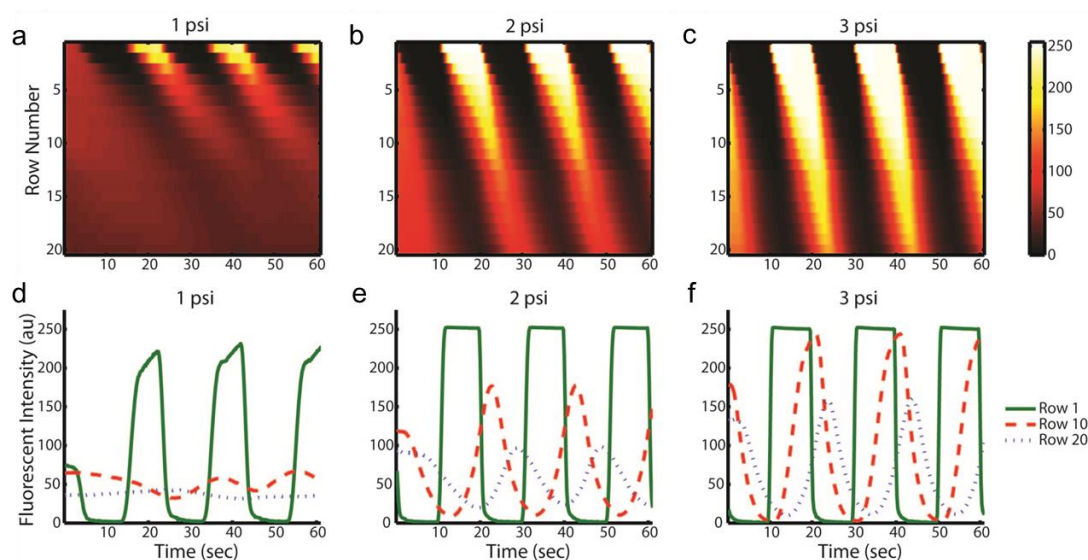 a
1 psi
b
2 psi
c
3 psi
Row Number
5
10
15
20
10 20 30 40 50 60
5
10
15
20
10 20 30 40 50 60
5
10
15
20
10 20 30 40 50 60
250
200
150
100
50
0
d
1 psi
e
2 psi
f
3 psi
Fluorescent Intensity (au)
250
200
150
100
50
0
10 20 30 40 50 60
Time (sec)
250
200
150
100
50
0
10 20 30 40 50 60
Time (sec)
250
200
150
100
50
0
10 20 30 40 50 60
Time (sec)
Row 1
Row 10
Row 20